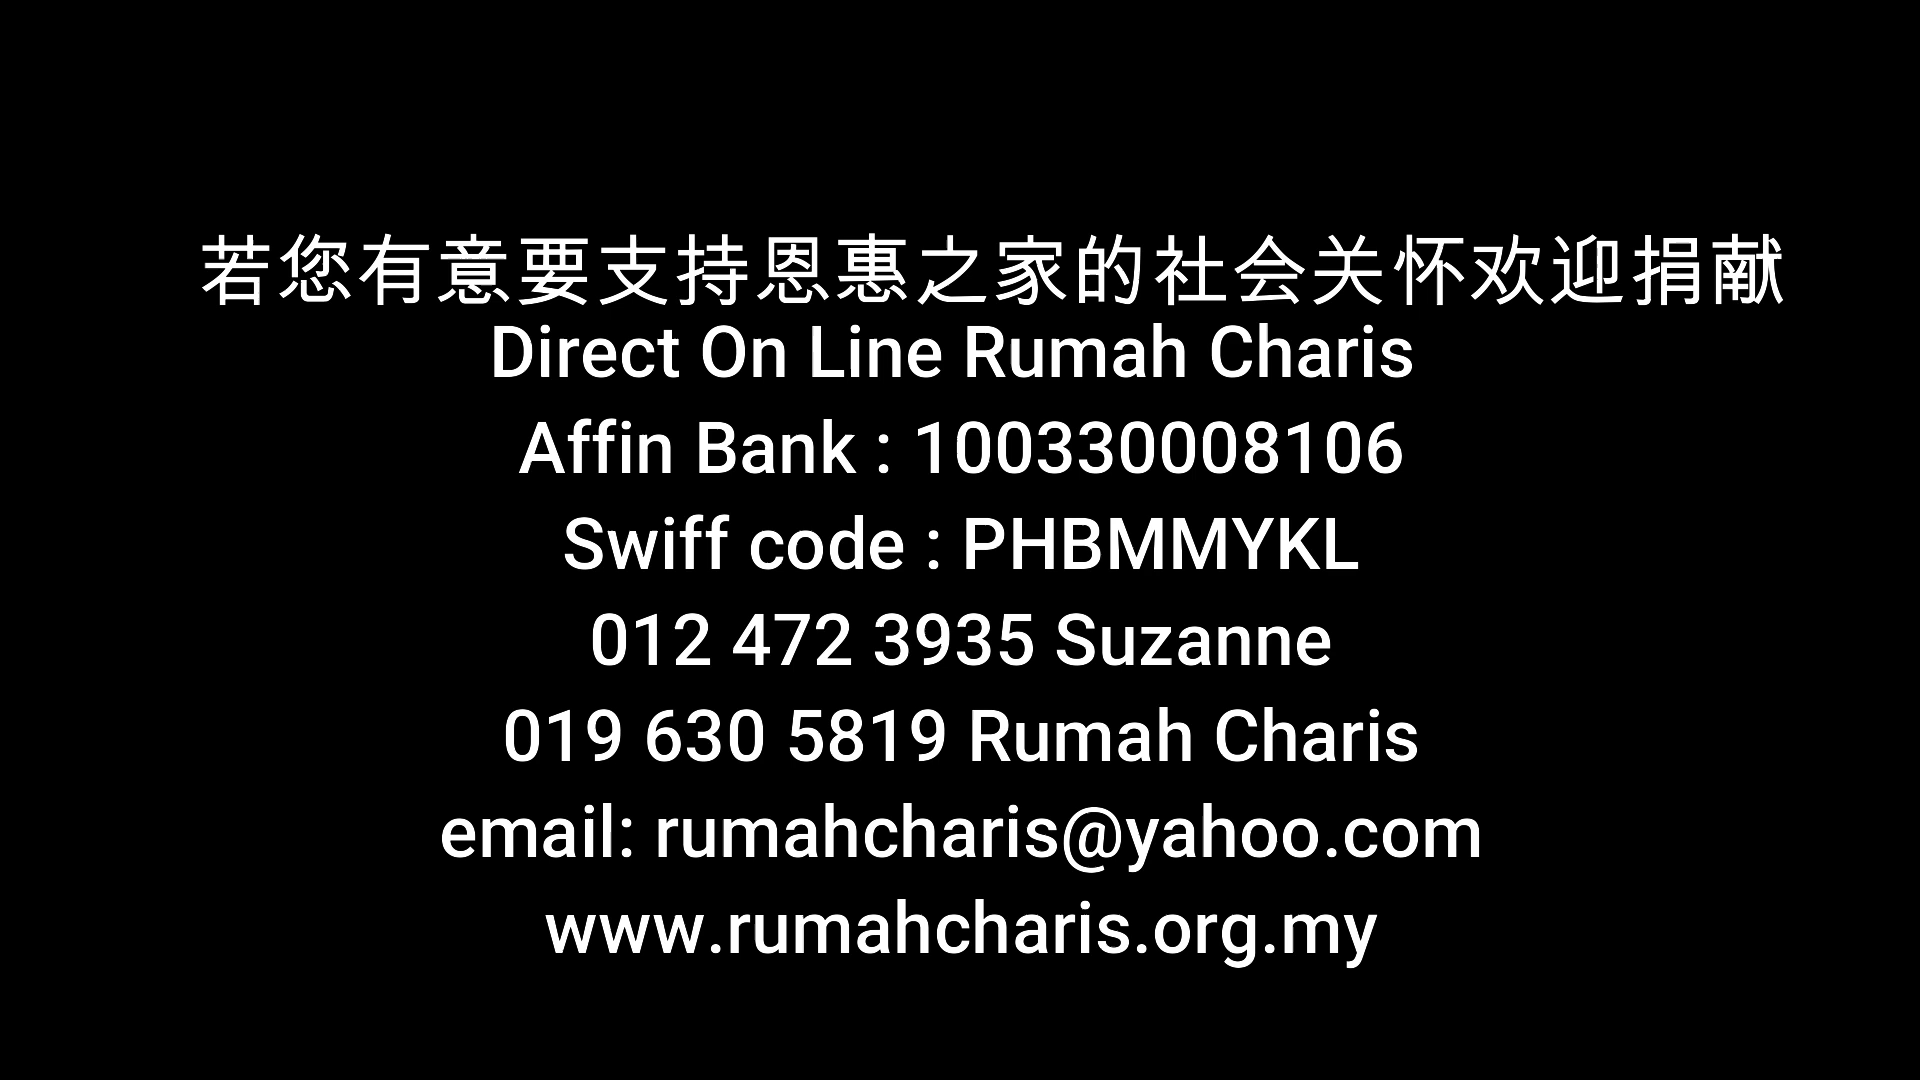 若您有意要支持恩惠之家的社会关怀欢迎捐献
Direct On Line Rumah Charis
Affin Bank : 100330008106
Swiff code : PHBMMYKL
012 472 3935 Suzanne
019 630 5819 Rumah Charis
email: rumahcharis@yahoo.com
www.rumahcharis.org.my